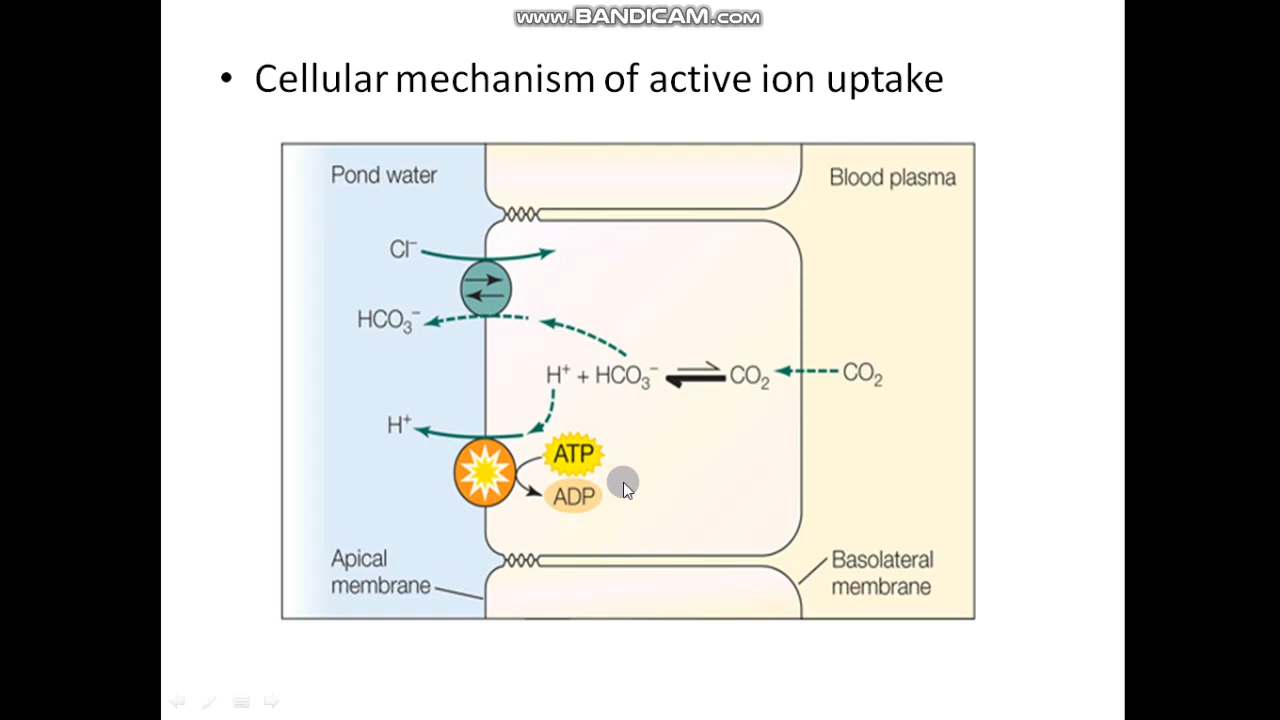 www.BANDICAM.com
• Cellular mechanism of active ion uptake
Pond water
Blood plasma
Cl⁻
HCO₃⁻
H⁺ + HCO₃⁻ ⇌ CO₂
CO₂
H⁺
ATP
ADP
Apical
membrane
Basolateral
membrane